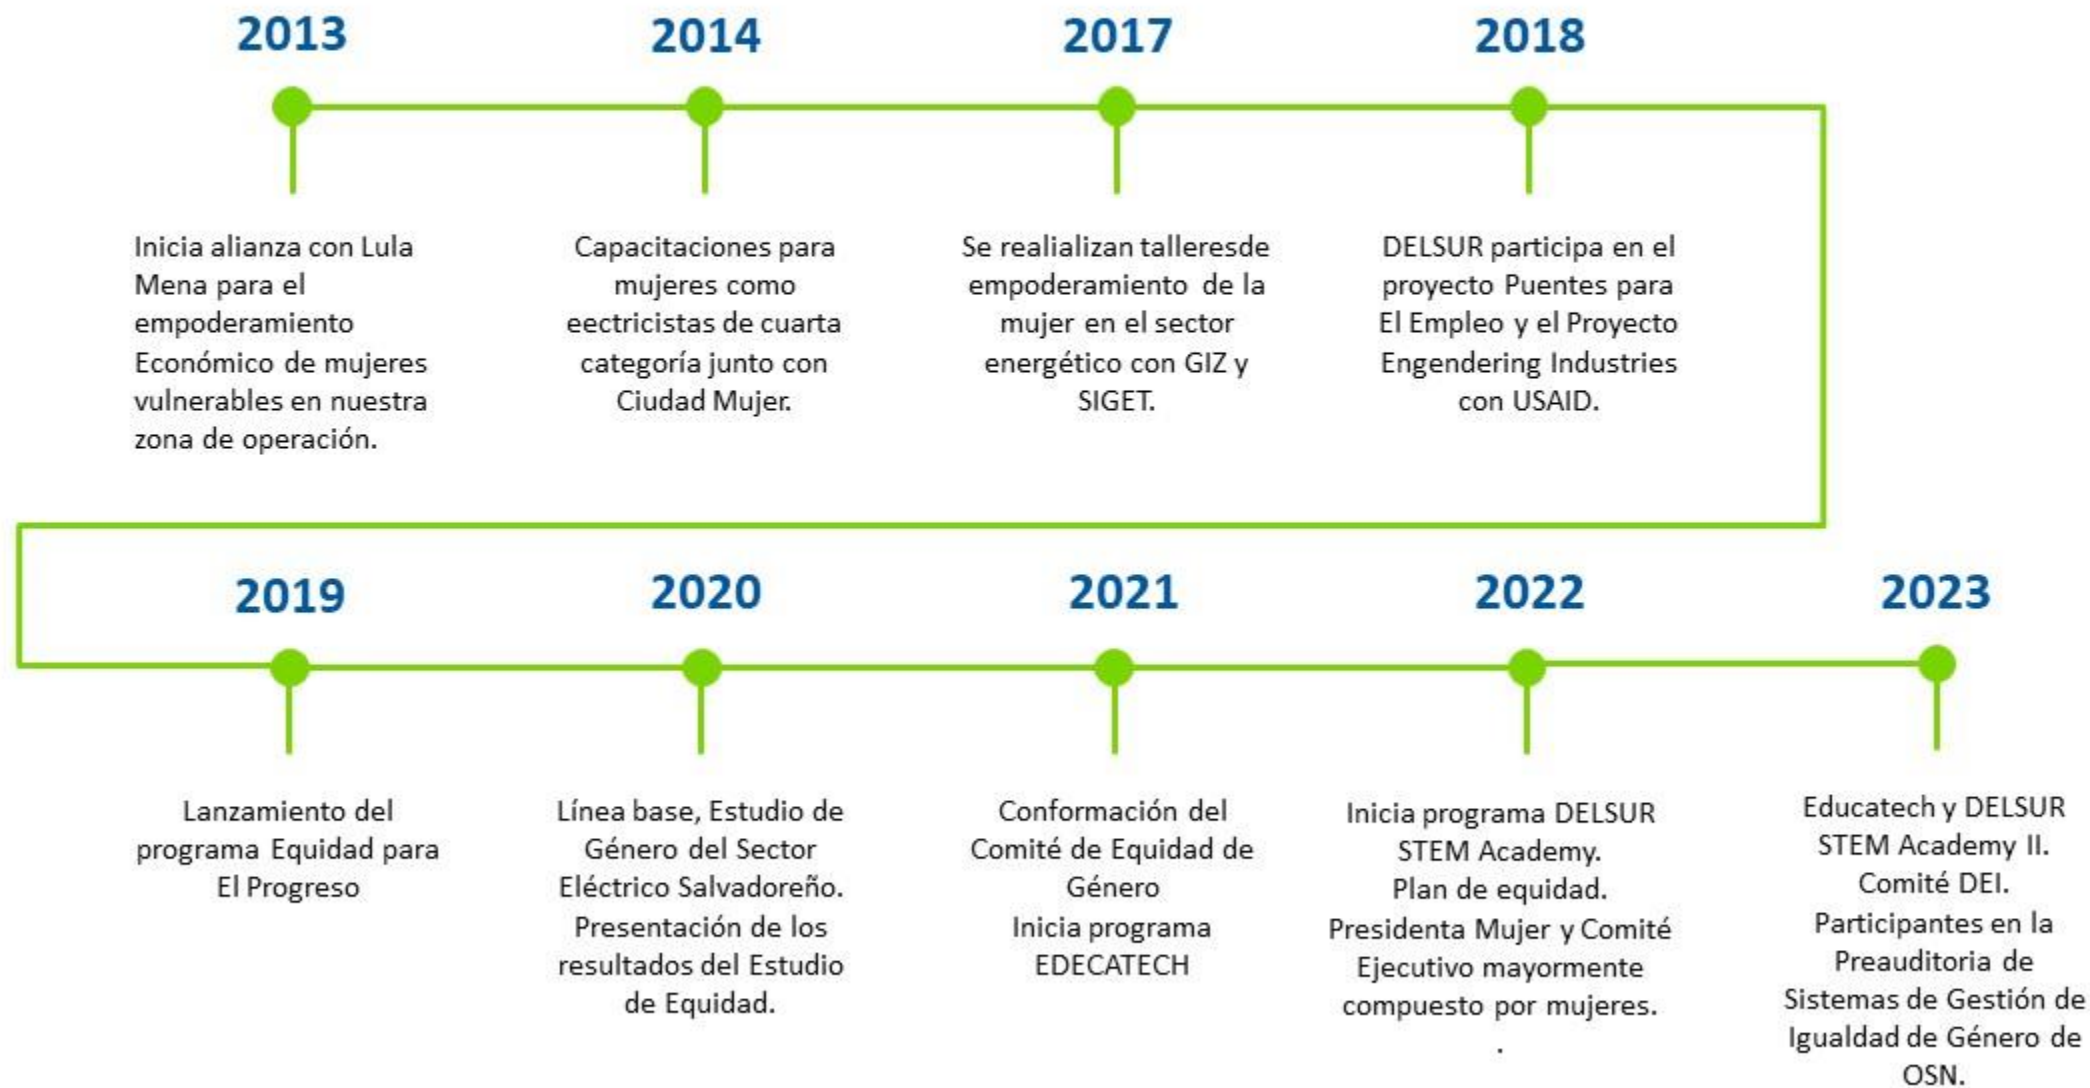 2013
Inicia alianza con Lula
Mena para el
empoderamiento
Económico de mujeres
vulnerables en nuestra
zona de operación.
2014
Capacitaciones para
mujeres como
eectricistas de cuarta
categoría junto con
Ciudad Mujer.
2017
Se realializan talleresde
empoderamiento de la
mujer en el sector
energético con GIZ y
SIGET.
2018
DELSUR participa en el
proyecto Puentes para
El Empleo y el Proyecto
Engendering Industries
con USAID.
2019
Lanzamiento del
programa Equidad para
El Progreso
2020
Línea base, Estudio de
Género del Sector
Eléctrico Salvadoreño.
Presentación de los
resultados del Estudio
de Equidad.
2021
Conformación del
Comité de Equidad de
Género
Inicia programa
EDECATECH
2022
Inicia programa DELSUR
STEM Academy.
Plan de equidad.
Presidenta Mujer y Comité
Ejecutivo mayormente
compuesto por mujeres.
.
2023
Educatech y DELSUR
STEM Academy II.
Comité DEI.
Participantes en la
Preauditoria de
Sistemas de Gestión de
Igualdad de Género de
OSN.